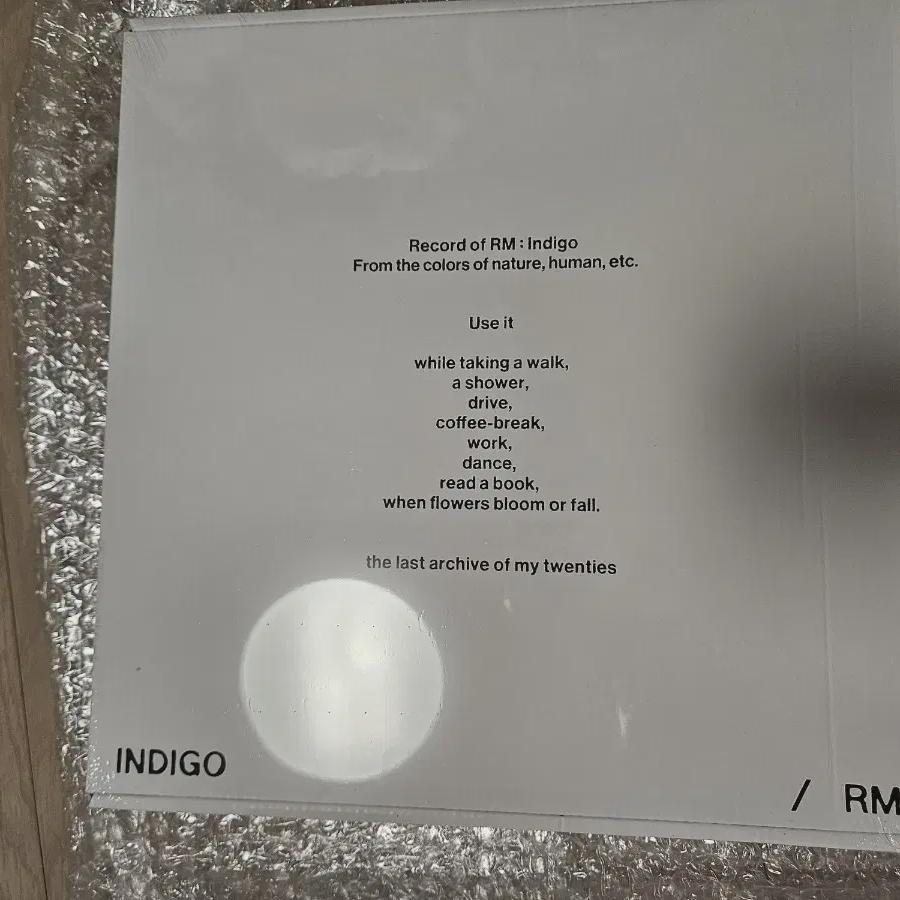 Record of RM : Indigo
From the colors of nature, human, etc.
Use it
while taking a walk,
a shower,
drive,
coffee-break,
work,
dance,
read a book,
when flowers bloom or fall.
the last archive of my twenties
INDIGO
/ RM